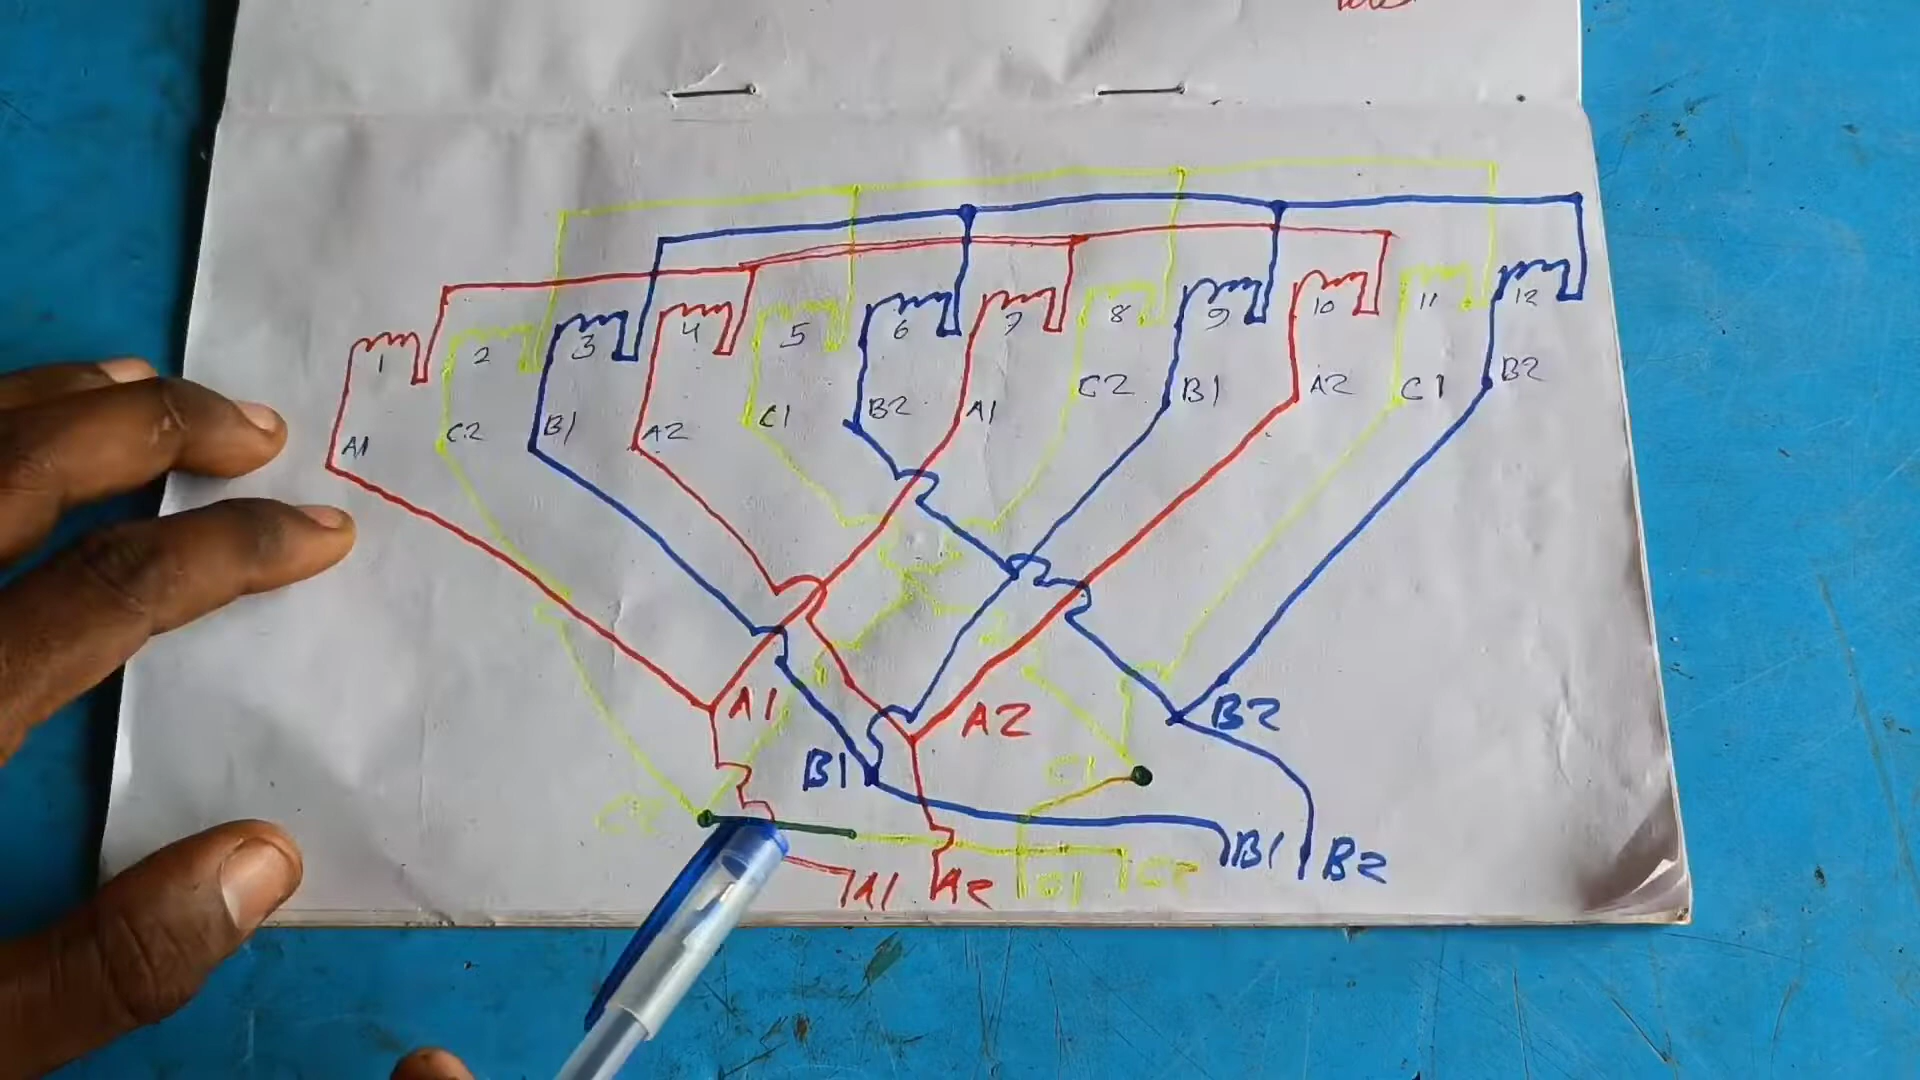 1 2 3 4 5 6 7 8 9 10 11 12
A1 C2 B1 A2 C1 B2 A1 C2 B1 A2 C1 B2
A1 A2 B2
B1 C1
C2
A1 A2 C1 C2 B1 B2